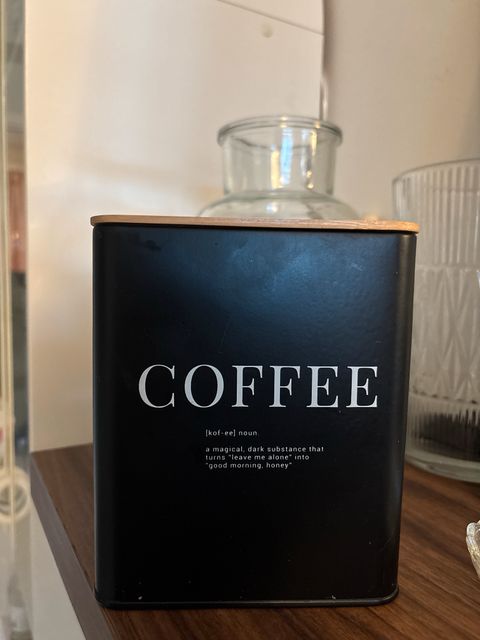 COFFEE
[kof-ee] noun.
a magical, dark substance that
turns "leave me alone" into
"good morning, honey"